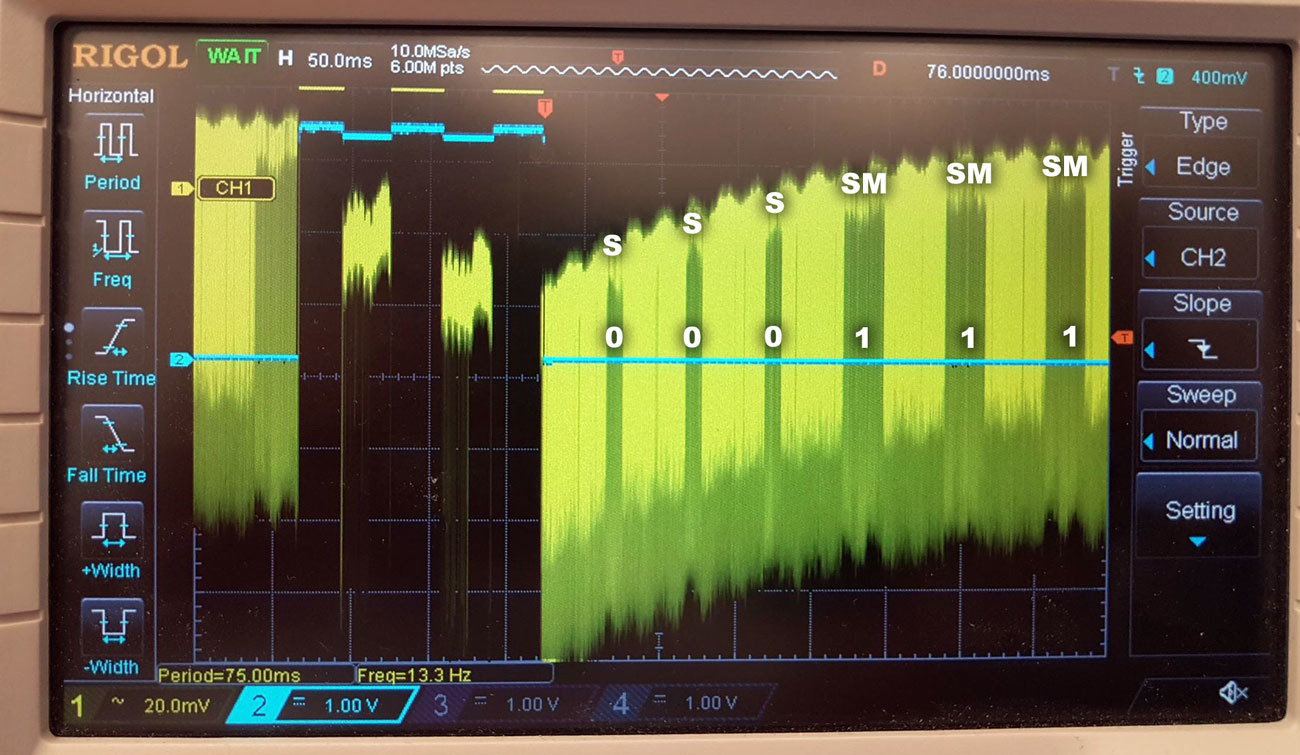 RIGOL WAIT H 50.0ms 10.0MSa/s 6.00M pts D 76.0000000ms T 2 400mV
Horizontal
Period
Freq
Rise Time
Fall Time
+Width
-Width
T
1 CH1
2
S S S SM SM SM
0 0 0 1 1 1
T
Trigger
Type
Edge
Source
CH2
Slope
Sweep
Normal
Setting
Period=75.00ms Freq=13.3 Hz
1 ~ 20.0mV 2 = 1.00 V 3 = 1.00 V 4 = 1.00 V